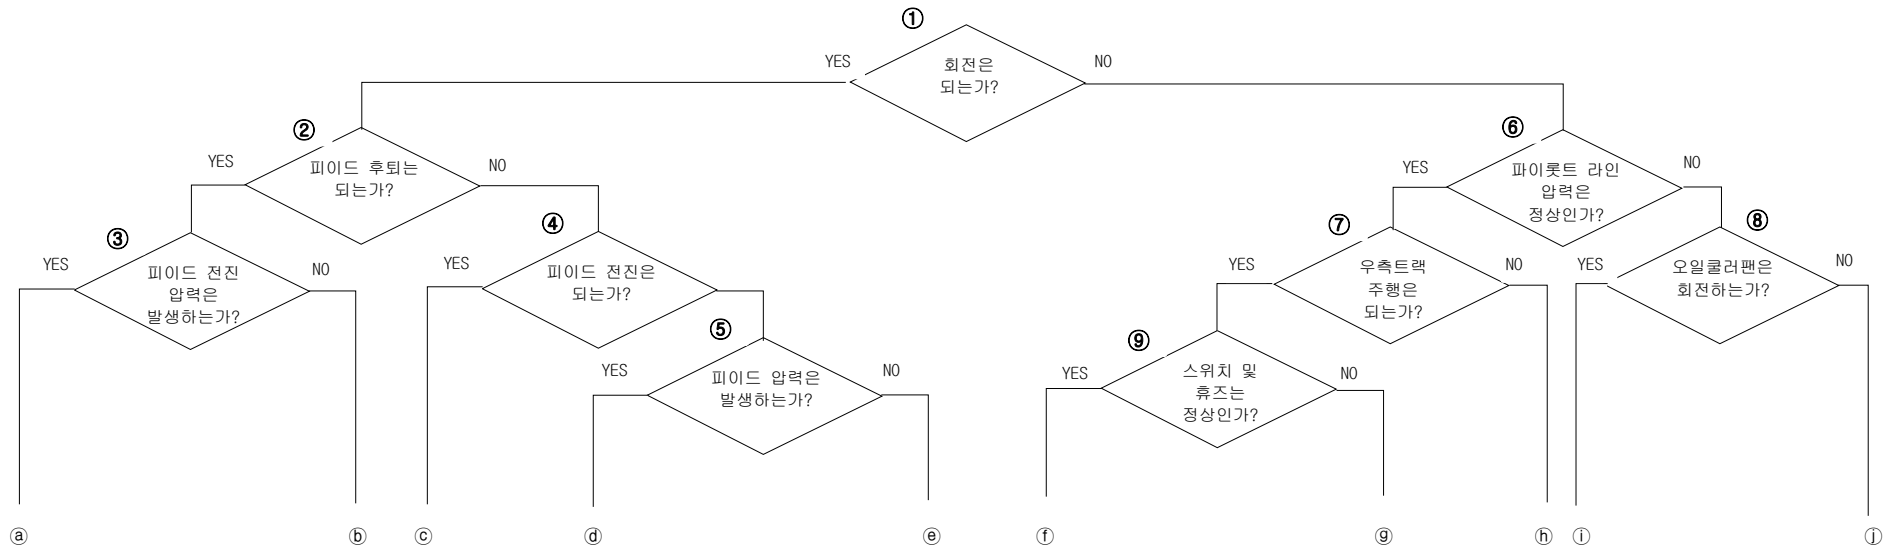 ①
YES
회전은
되는가?
NO
②
YES
피이드 후퇴는
되는가?
NO
⑥
YES
파이롯트 라인
압력은
정상인가?
NO
③
YES
피이드 전진
압력은
발생하는가?
NO
④
YES
피이드 전진은
되는가?
NO
⑦
YES
우측트랙
주행은
되는가?
NO
⑧
YES
오일쿨러팬은
회전하는가?
NO
⑤
YES
피이드 압력은
발생하는가?
NO
⑨
YES
스위치 및
휴즈는
정상인가?
NO
ⓐ ⓑ ⓒ ⓓ ⓔ ⓕ ⓖ ⓗ ⓘ ⓙ